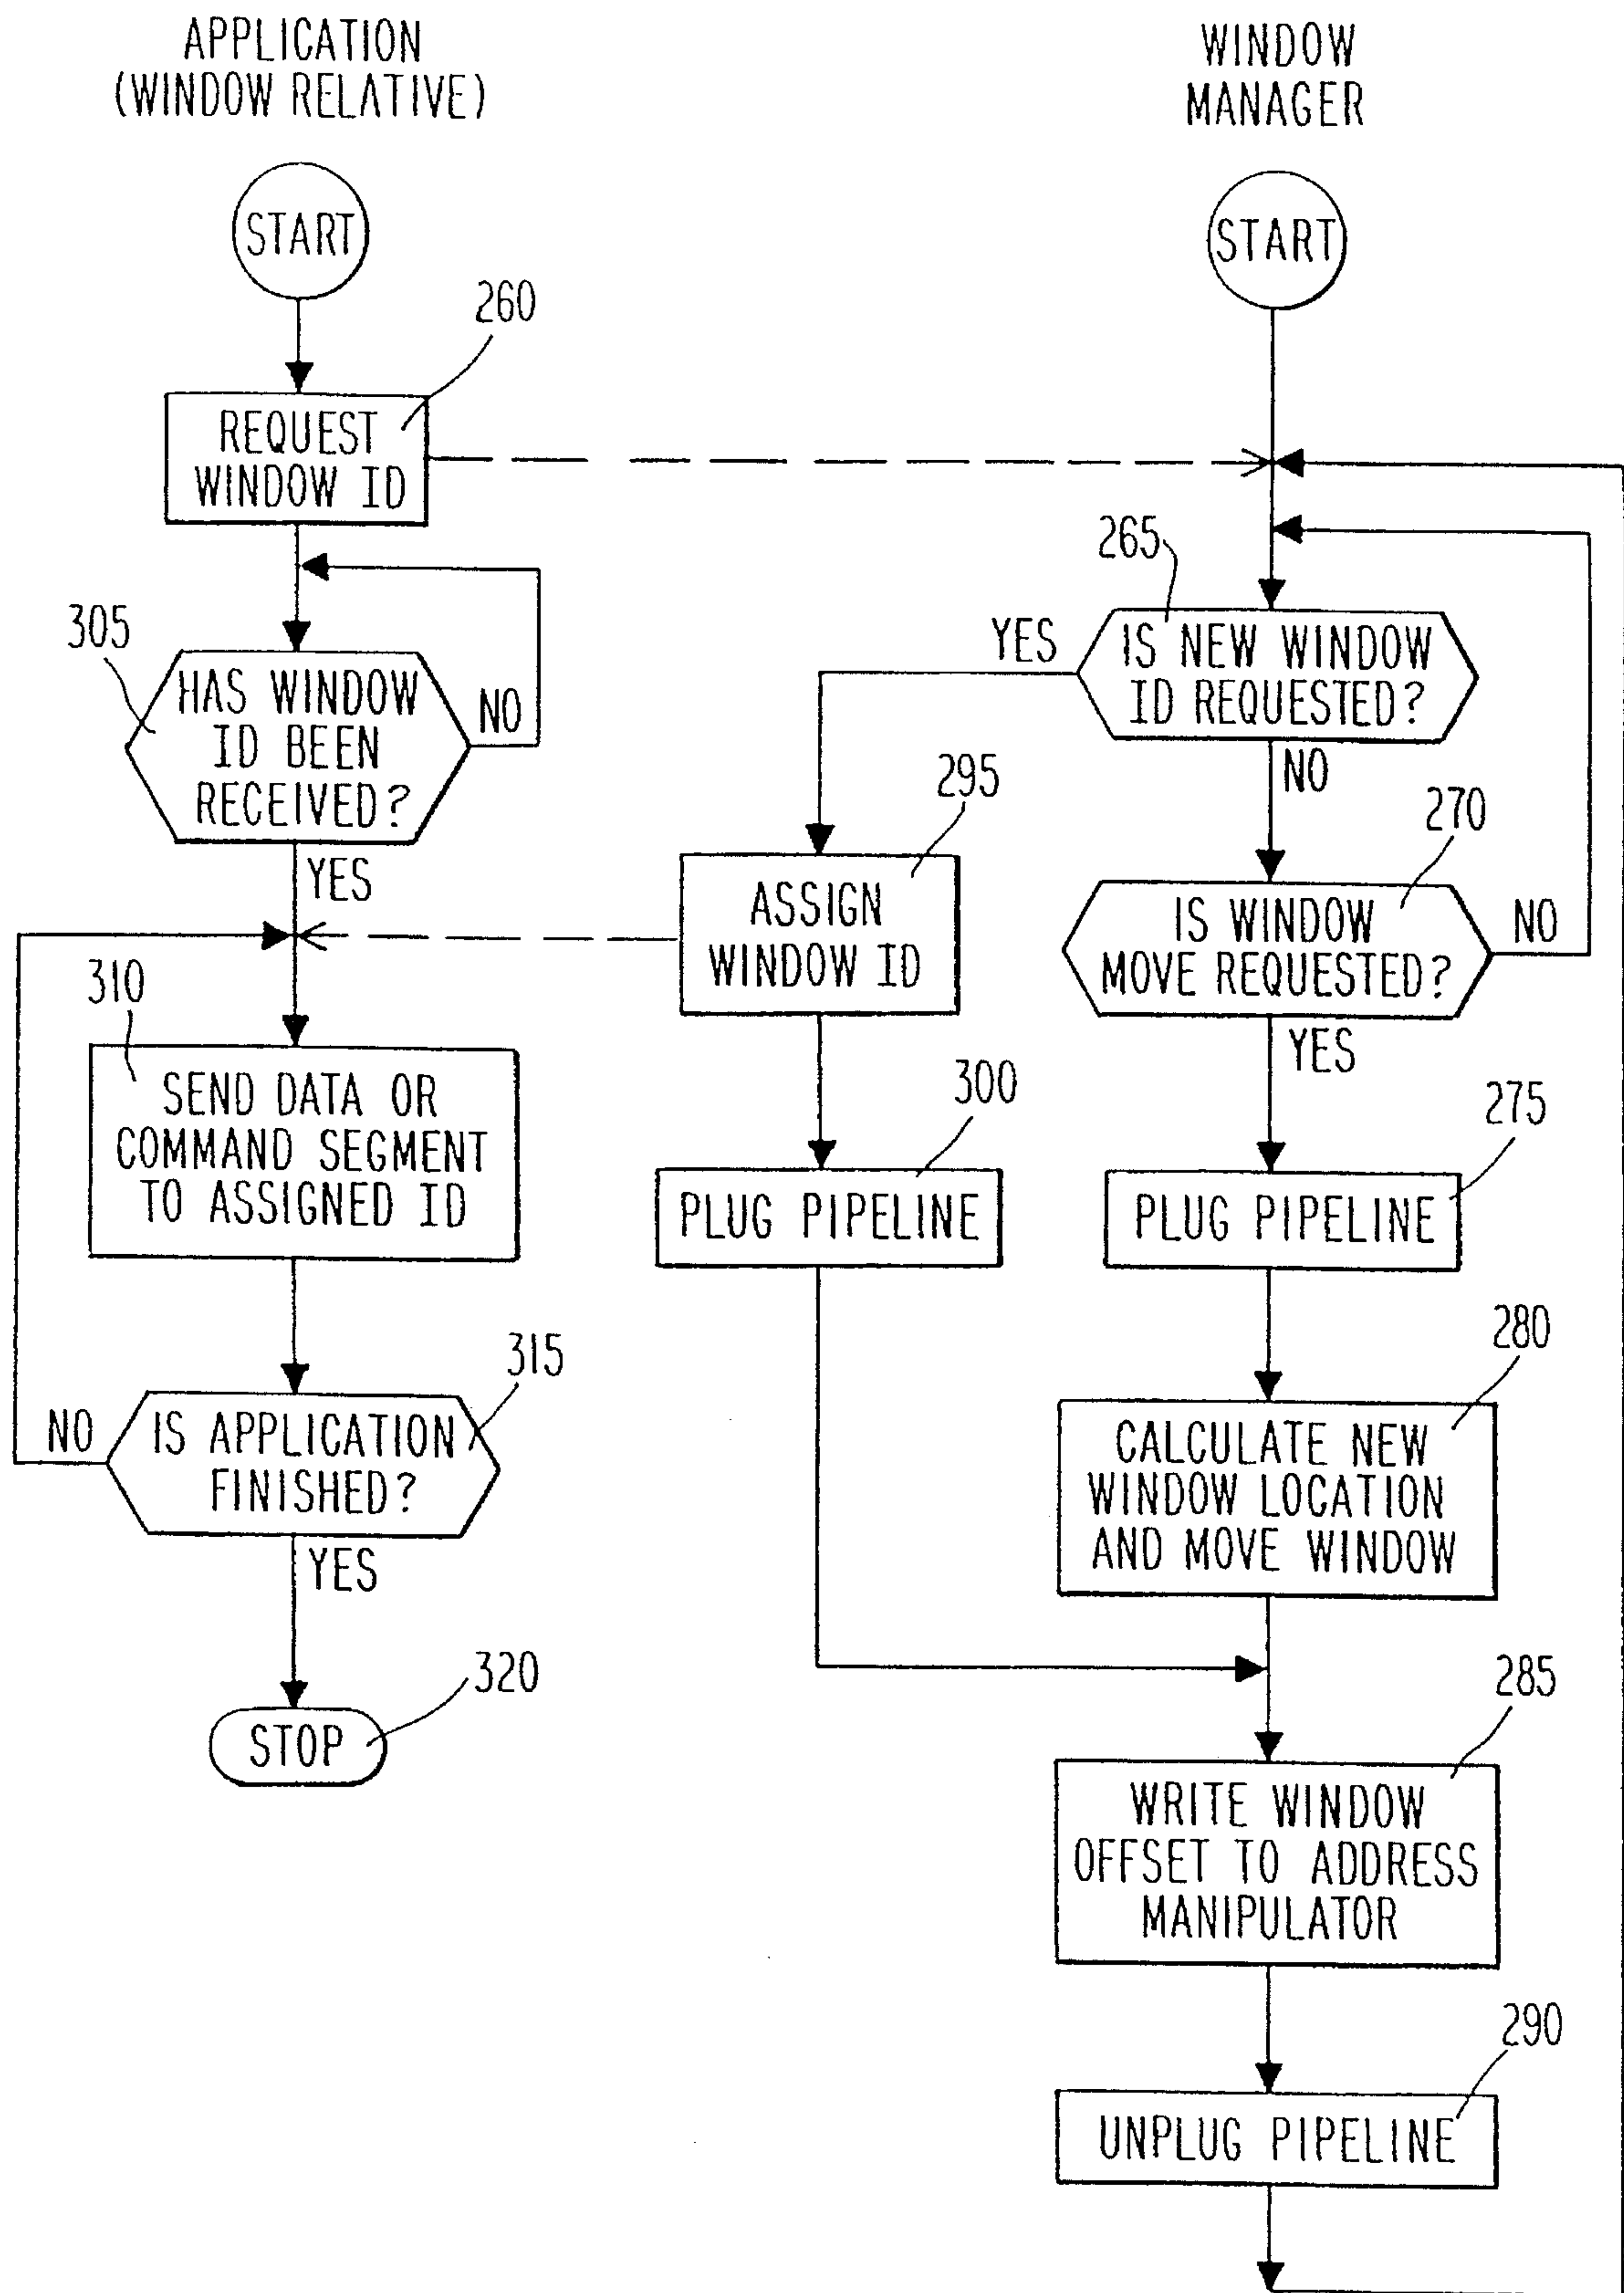 APPLICATION
(WINDOW RELATIVE)
START
260
REQUEST
WINDOW ID
305
HAS WINDOW
ID BEEN
RECEIVED?
NO
YES
310
SEND DATA OR
COMMAND SEGMENT
TO ASSIGNED ID
315
IS APPLICATION
FINISHED?
NO
YES
320
STOP
WINDOW
MANAGER
START
265
IS NEW WINDOW
ID REQUESTED?
YES
NO
295
ASSIGN
WINDOW ID
300
PLUG PIPELINE
270
IS WINDOW
MOVE REQUESTED?
NO
YES
275
PLUG PIPELINE
280
CALCULATE NEW
WINDOW LOCATION
AND MOVE WINDOW
285
WRITE WINDOW
OFFSET TO ADDRESS
MANIPULATOR
290
UNPLUG PIPELINE